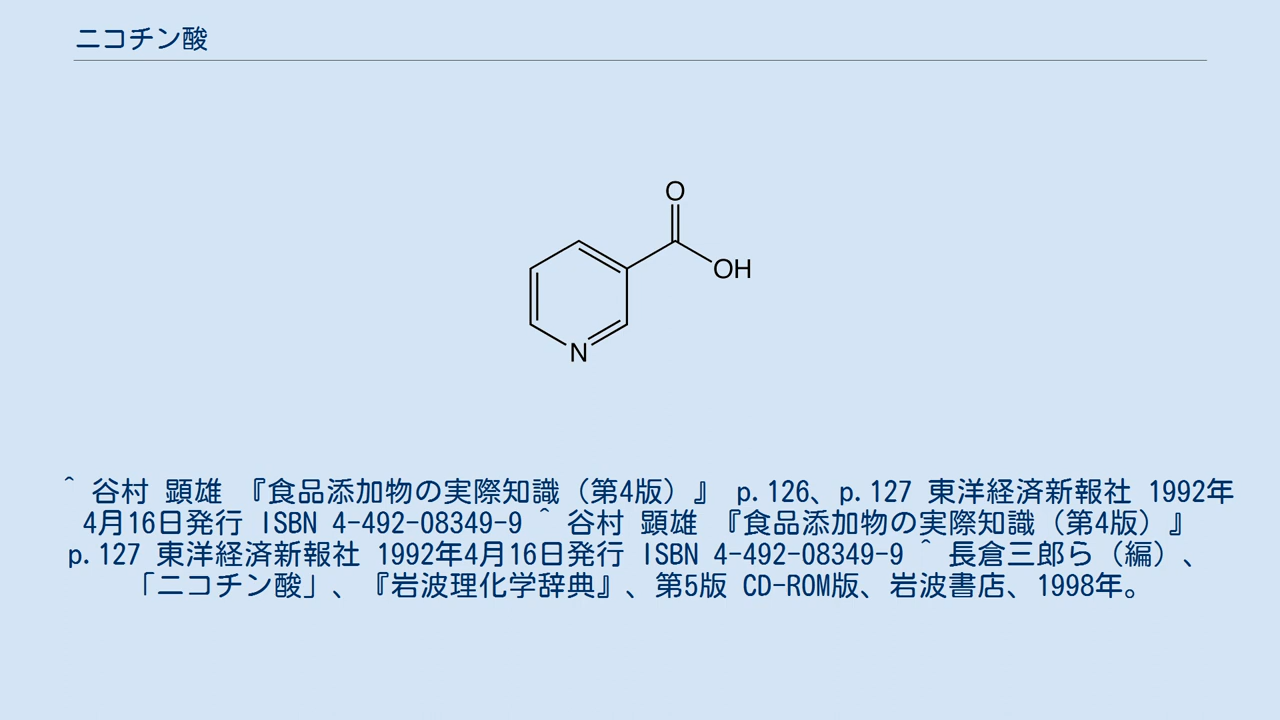 ニコチン酸
O
OH
N
^ 谷村 顕雄 『食品添加物の実際知識（第4版）』 p.126、p.127 東洋経済新報社 1992年
4月16日発行 ISBN 4-492-08349-9 ^ 谷村 顕雄 『食品添加物の実際知識（第4版）』
p.127 東洋経済新報社 1992年4月16日発行 ISBN 4-492-08349-9 ^ 長倉三郎ら（編）、
「ニコチン酸」、『岩波理化学辞典』、第5版 CD-ROM版、岩波書店、1998年。